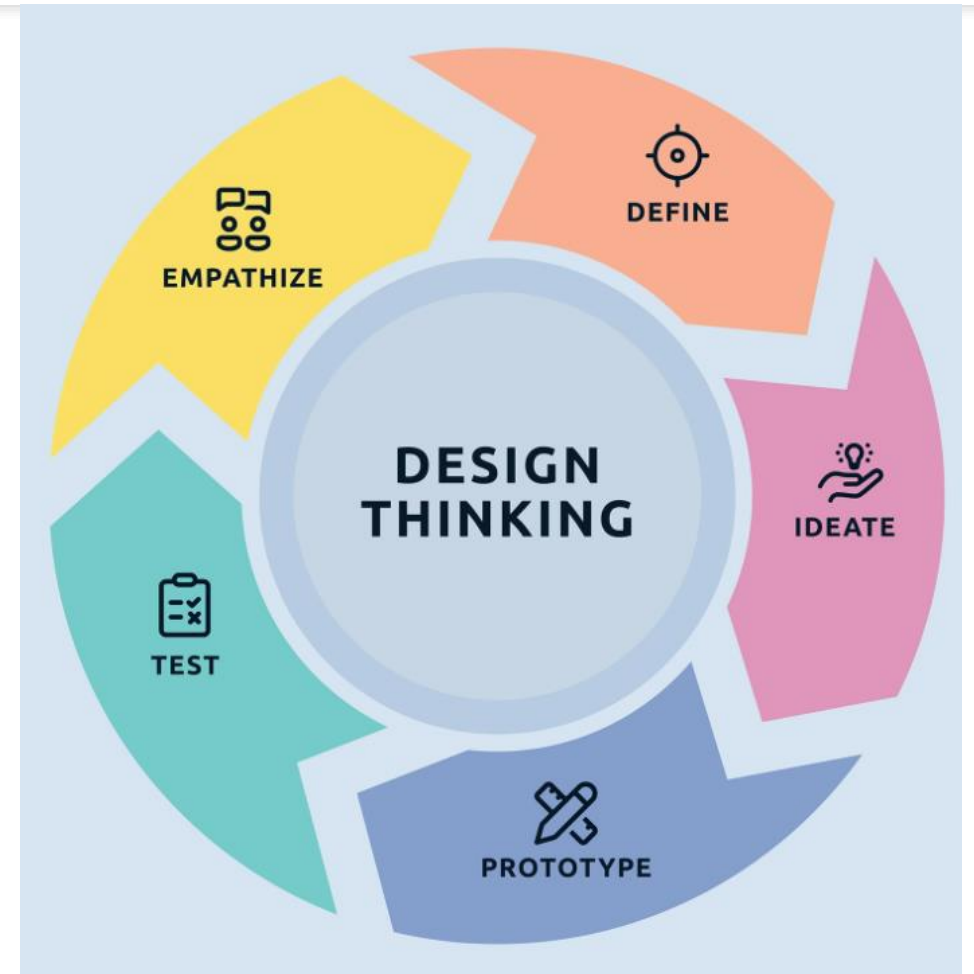 DESIGN
THINKING
EMPATHIZE
DEFINE
IDEATE
PROTOTYPE
TEST